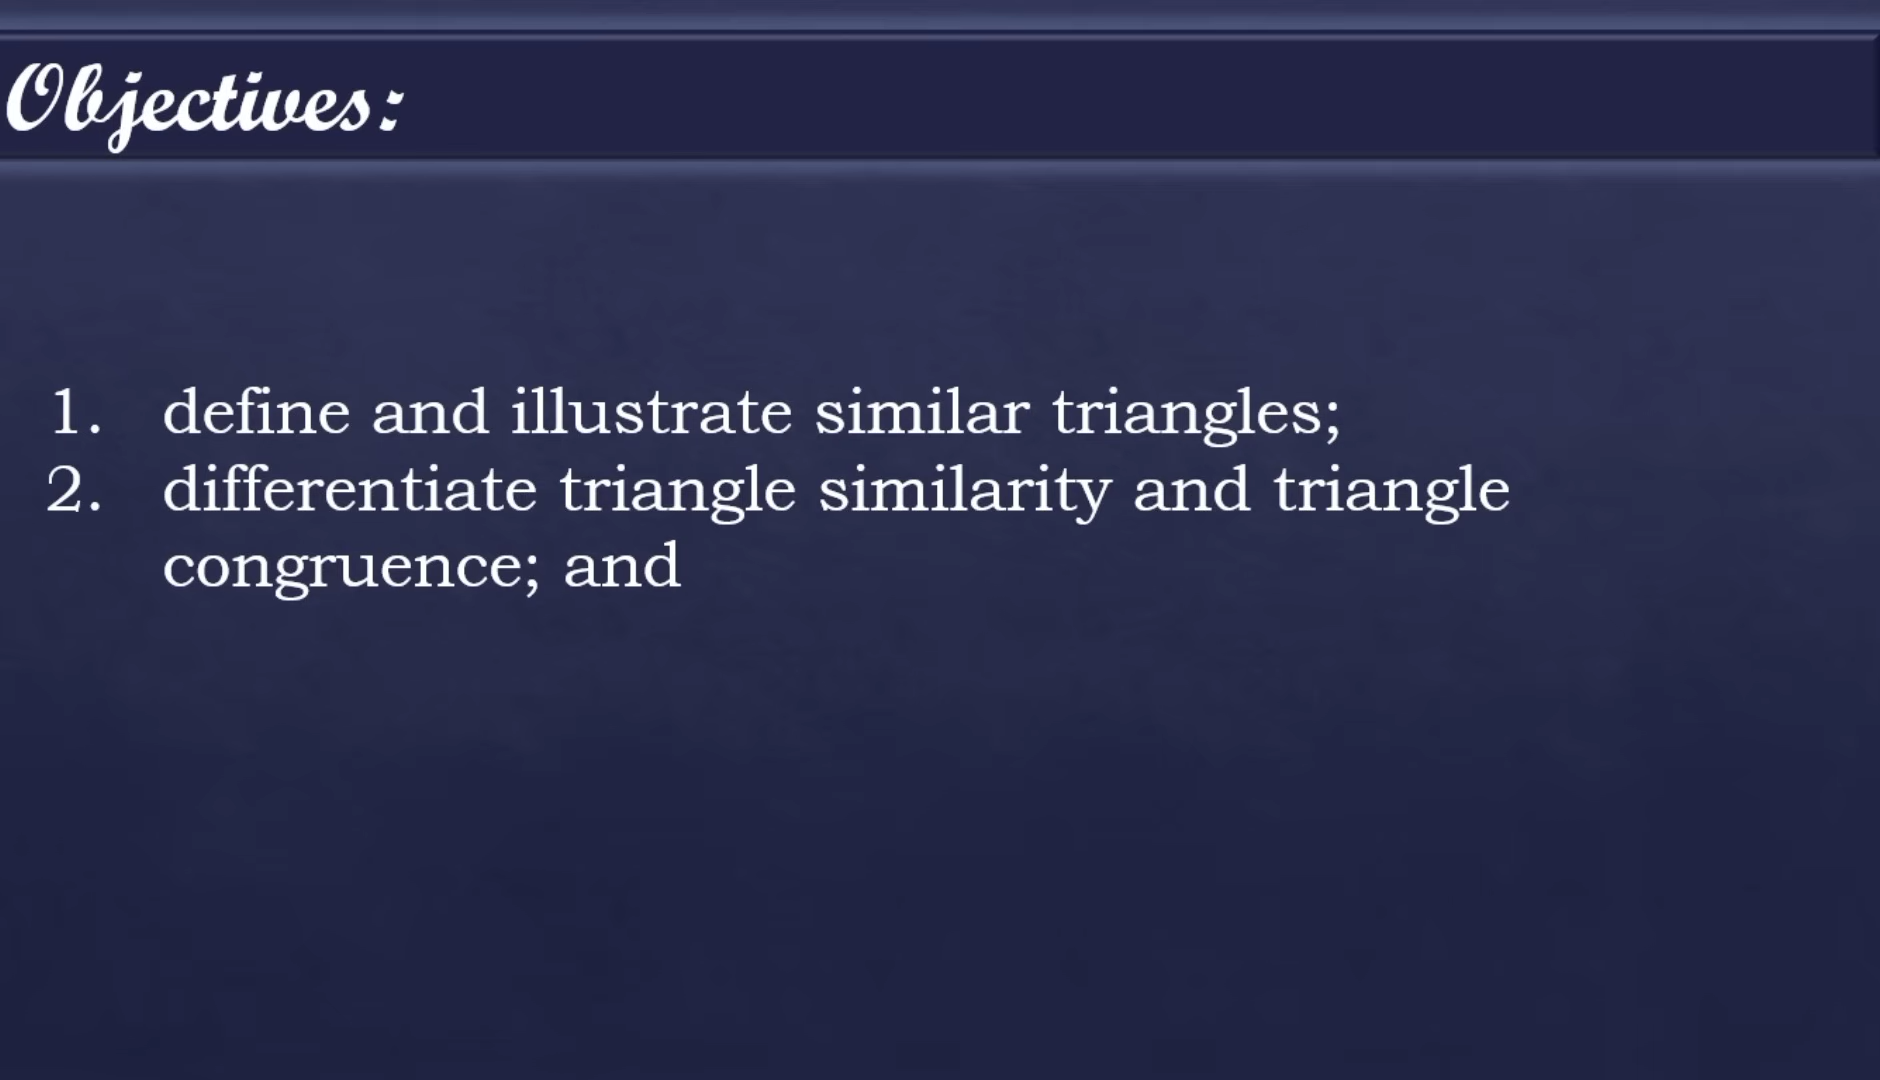 Objectives:
1. define and illustrate similar triangles;
2. differentiate triangle similarity and triangle
congruence; and